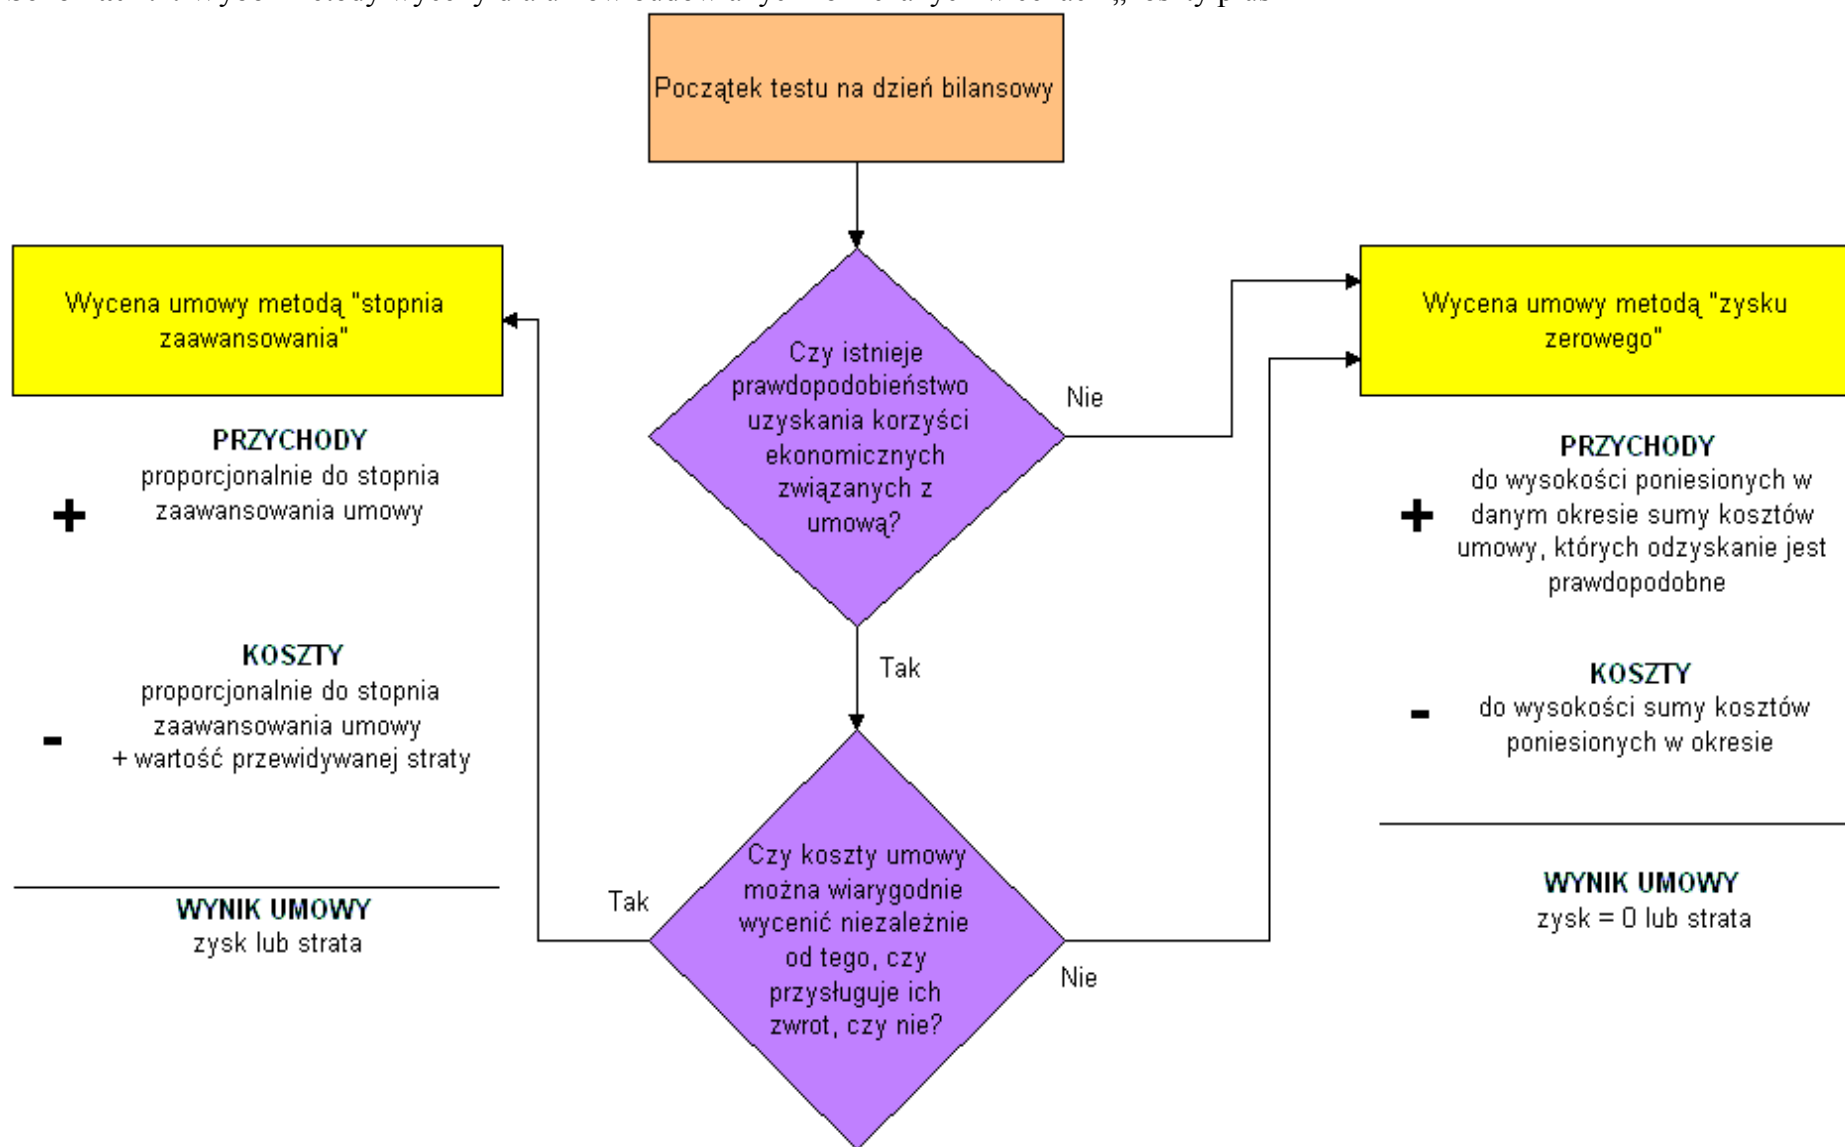 Początek testu na dzień bilansowy
Wycena umowy metodą "stopnia
zaawansowania"
PRZYCHODY
proporcjonalnie do stopnia
zaawansowania umowy
+
KOSZTY
proporcjonalnie do stopnia
zaawansowania umowy
+ wartość przewidywanej straty
-
WYNIK UMOWY
zysk lub strata
Czy istnieje
prawdopodobieństwo
uzyskania korzyści
ekonomicznych
związanych z
umową?
Nie
Tak
Czy koszty umowy
można wiarygodnie
wycenić niezależnie
od tego, czy
przysługuje ich
zwrot, czy nie?
Tak
Nie
Wycena umowy metodą "zysku
zerowego"
PRZYCHODY
do wysokości poniesionych w
danym okresie sumy kosztów
umowy, których odzyskanie jest
prawdopodobne
+
KOSZTY
do wysokości sumy kosztów
poniesionych w okresie
-
WYNIK UMOWY
zysk = 0 lub strata